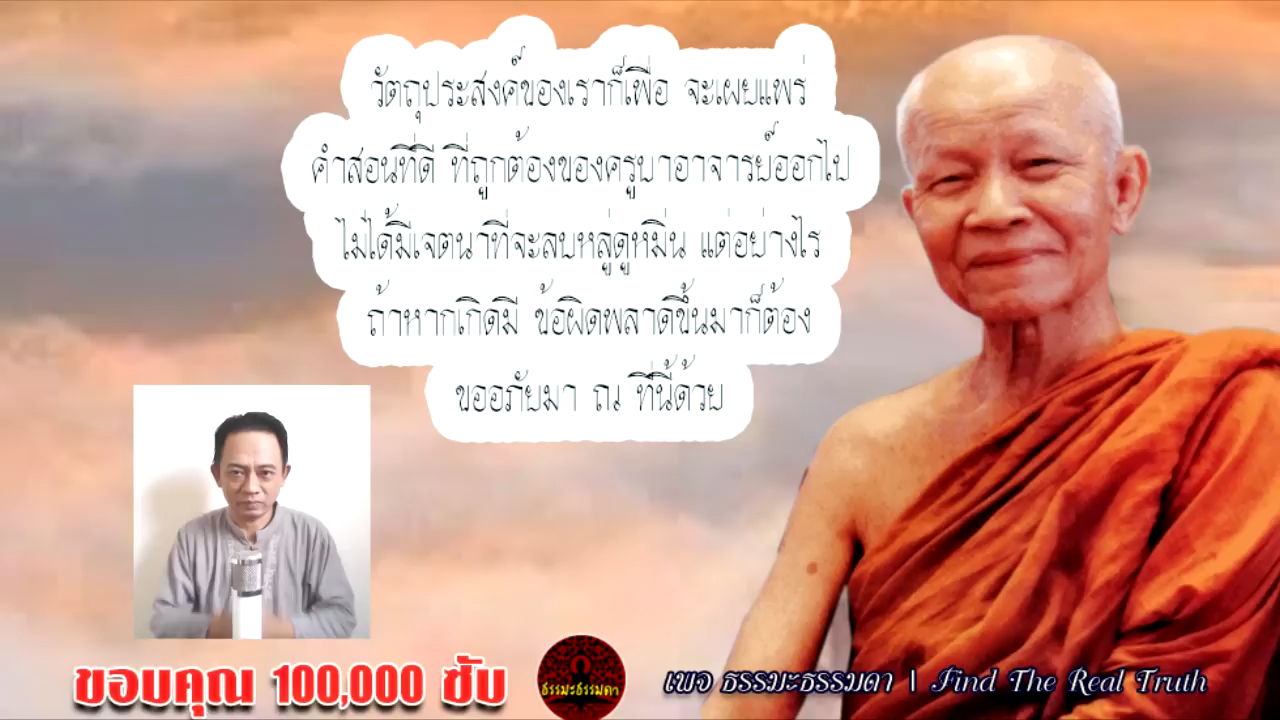 วัตถุประสงค์ของเราก็เพื่อ จะเผยแพร่
คำสอนที่ดี ที่ถูกต้องของครูบาอาจารย์ออกไป
ไม่ได้มีเจตนาที่จะลบหลู่ดูหมิ่น แต่อย่างไร
ถ้าหากเกิดมี ข้อผิดพลาดขึ้นมาก็ต้อง
ขออภัยมา ณ ที่นี้ด้วย
ขอบคุณ 100,000 ซับ
ธรรมะธรรมดา
เพจ ธรรมะธรรมดา | Find The Real Truth